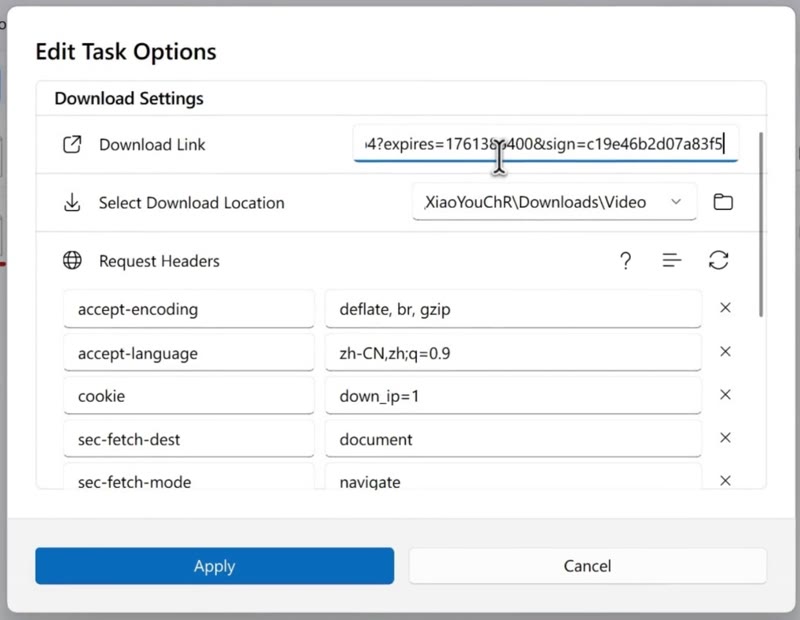 Edit Task Options
Download Settings
Download Link
Select Download Location
XiaoYouChR\Downloads\Video
Request Headers
?
accept-encoding
deflate, br, gzip
accept-language
zh-CN,zh;q=0.9
cookie
down_ip=1
sec-fetch-dest
document
sec-fetch-mode
navigate
Apply
Cancel